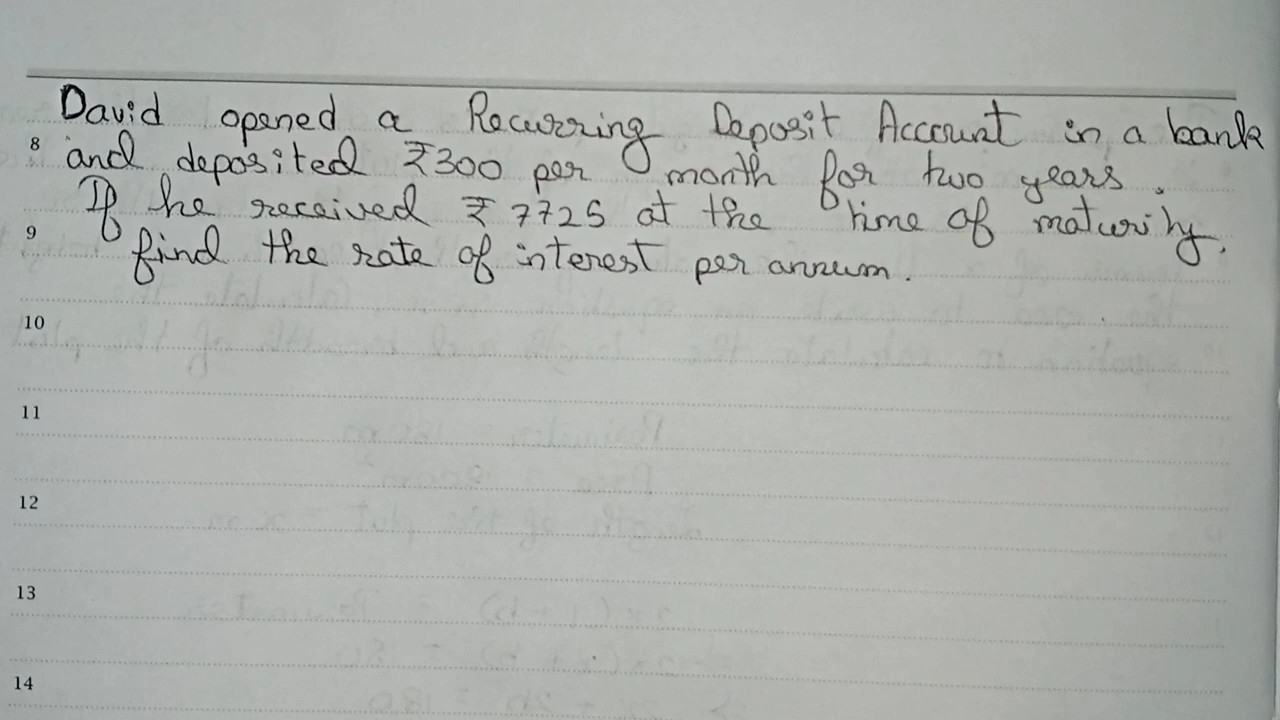 David opened a Recurring Deposit Account in a bank
8 and deposited ₹300 per month for two years.
If he received ₹7725 at the time of maturity,
9 find the rate of interest per annum.
10
11
12
13
14